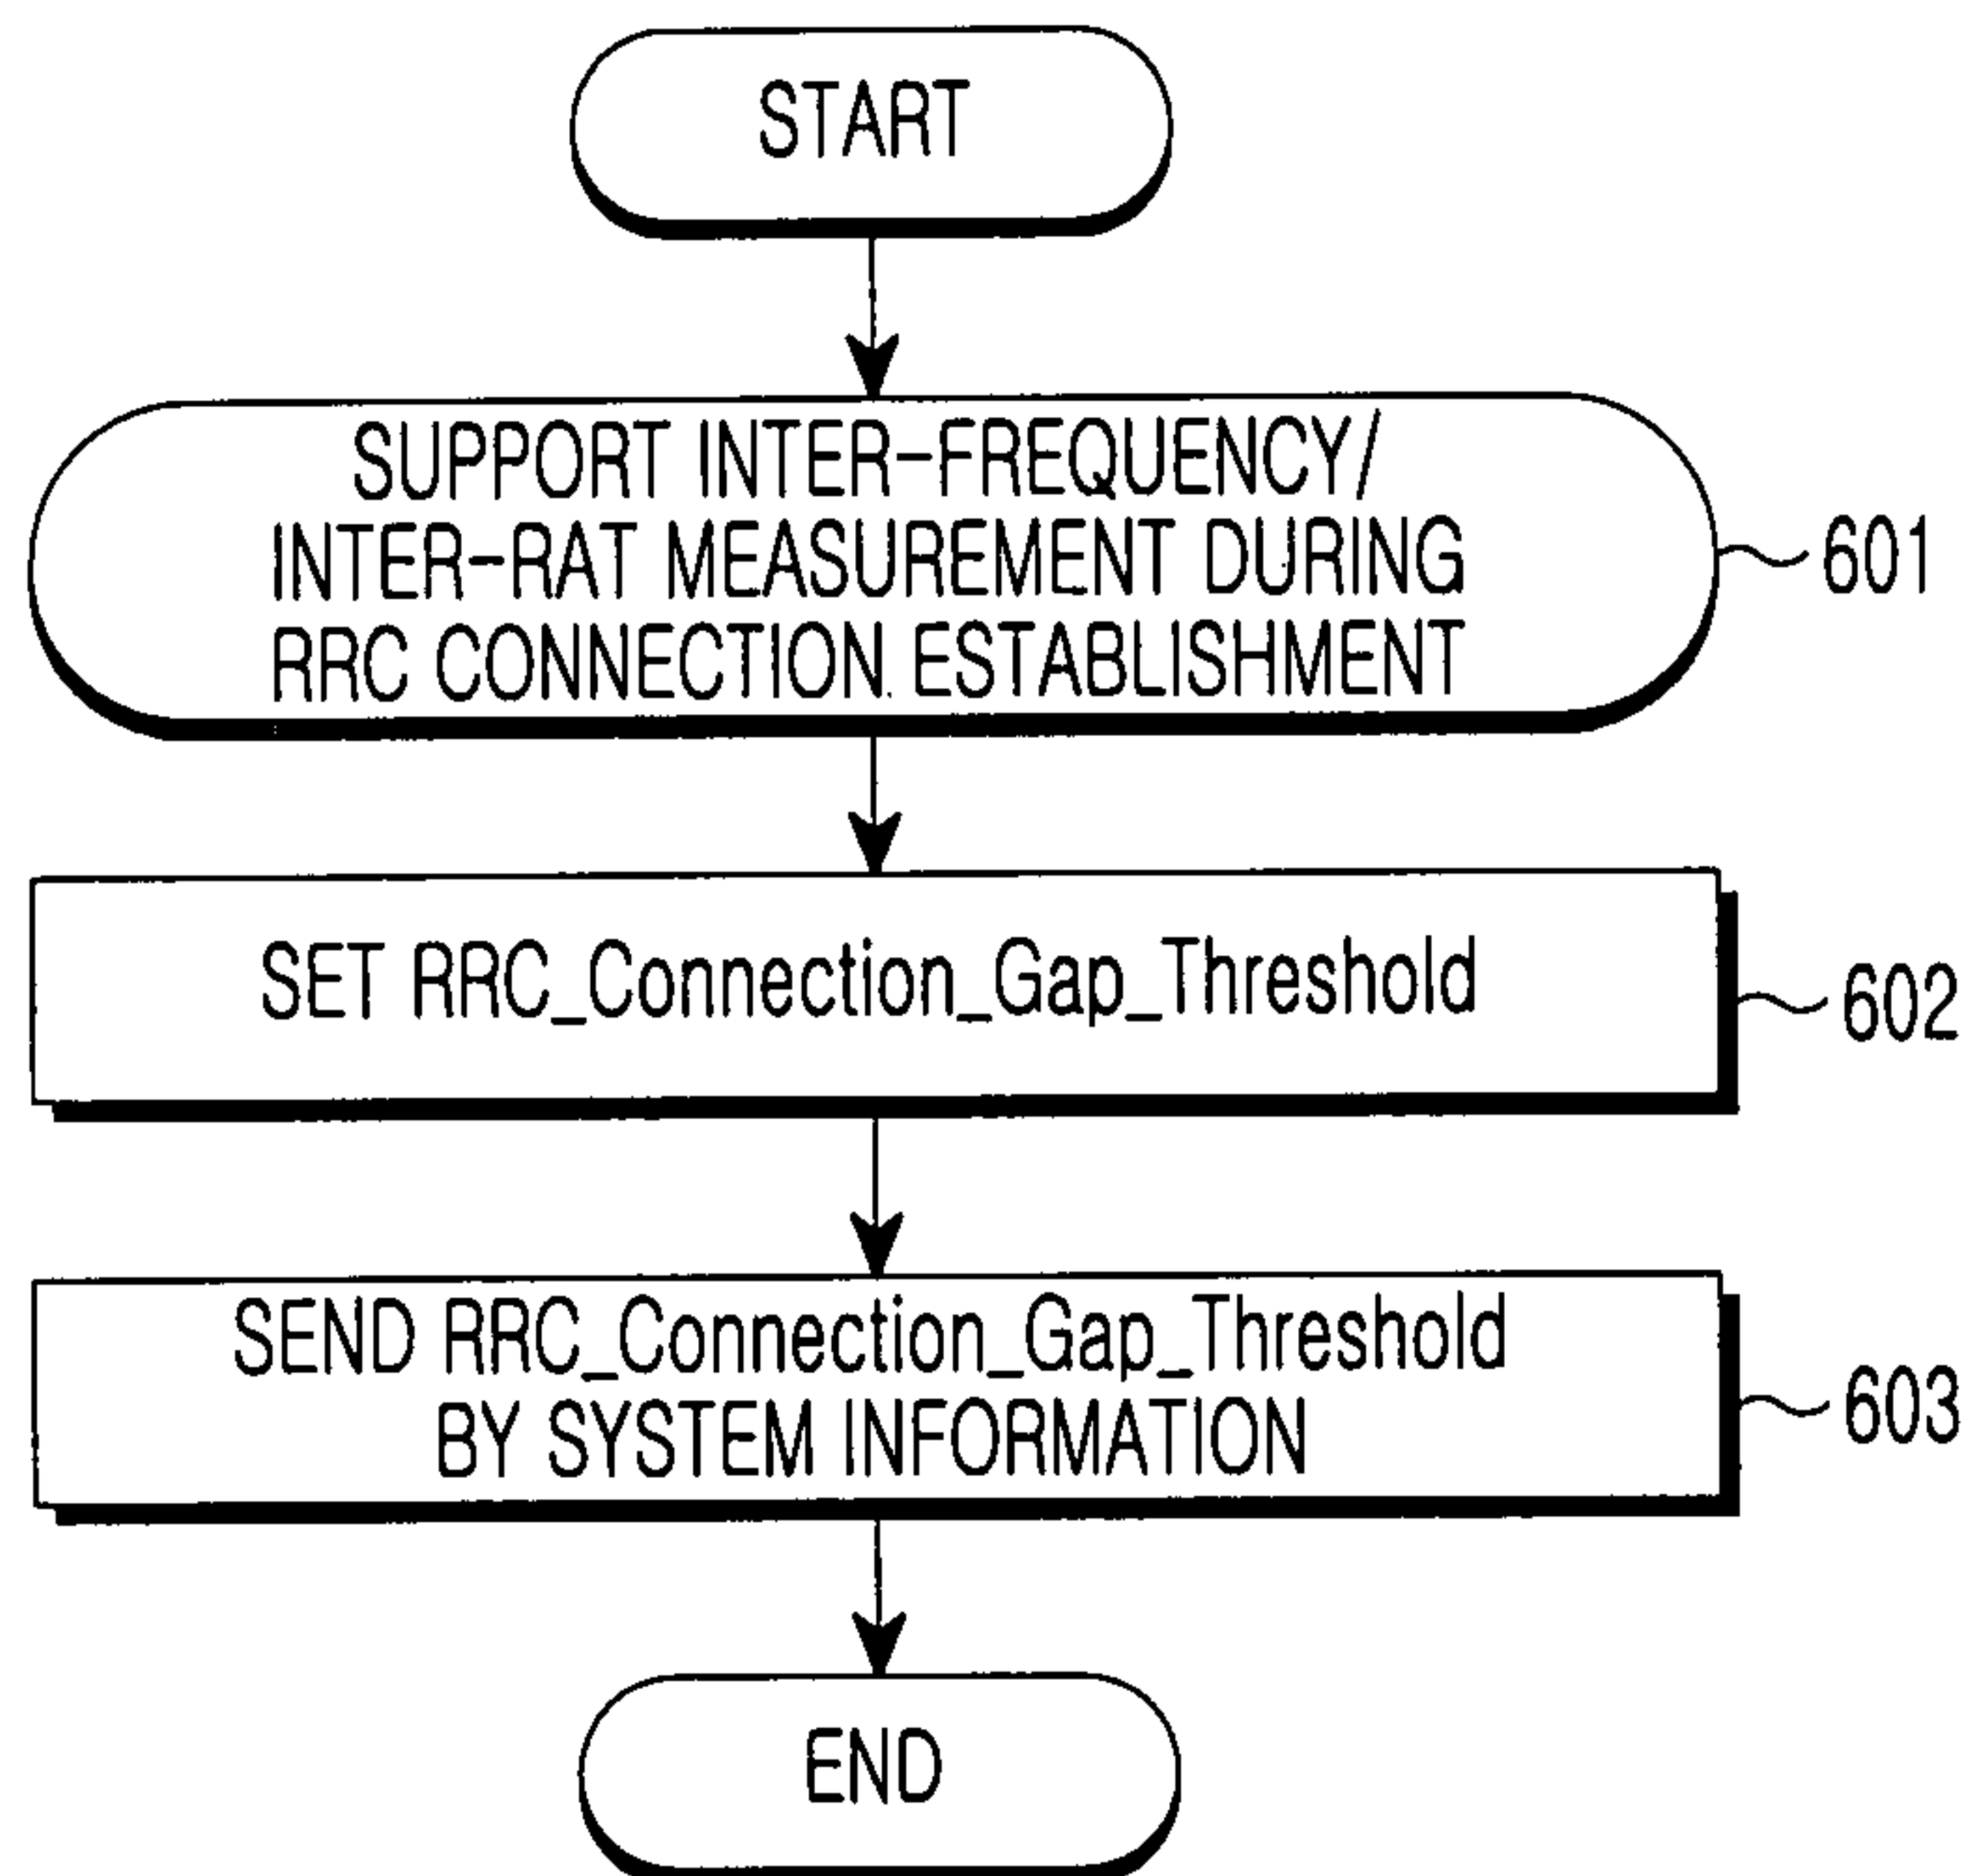 START
SUPPORT INTER-FREQUENCY/
INTER-RAT MEASUREMENT DURING
RRC CONNECTION. ESTABLISHMENT
601
SET RRC_Connection_Gap_Threshold
602
SEND RRC_Connection_Gap_Threshold
BY SYSTEM INFORMATION
603
END